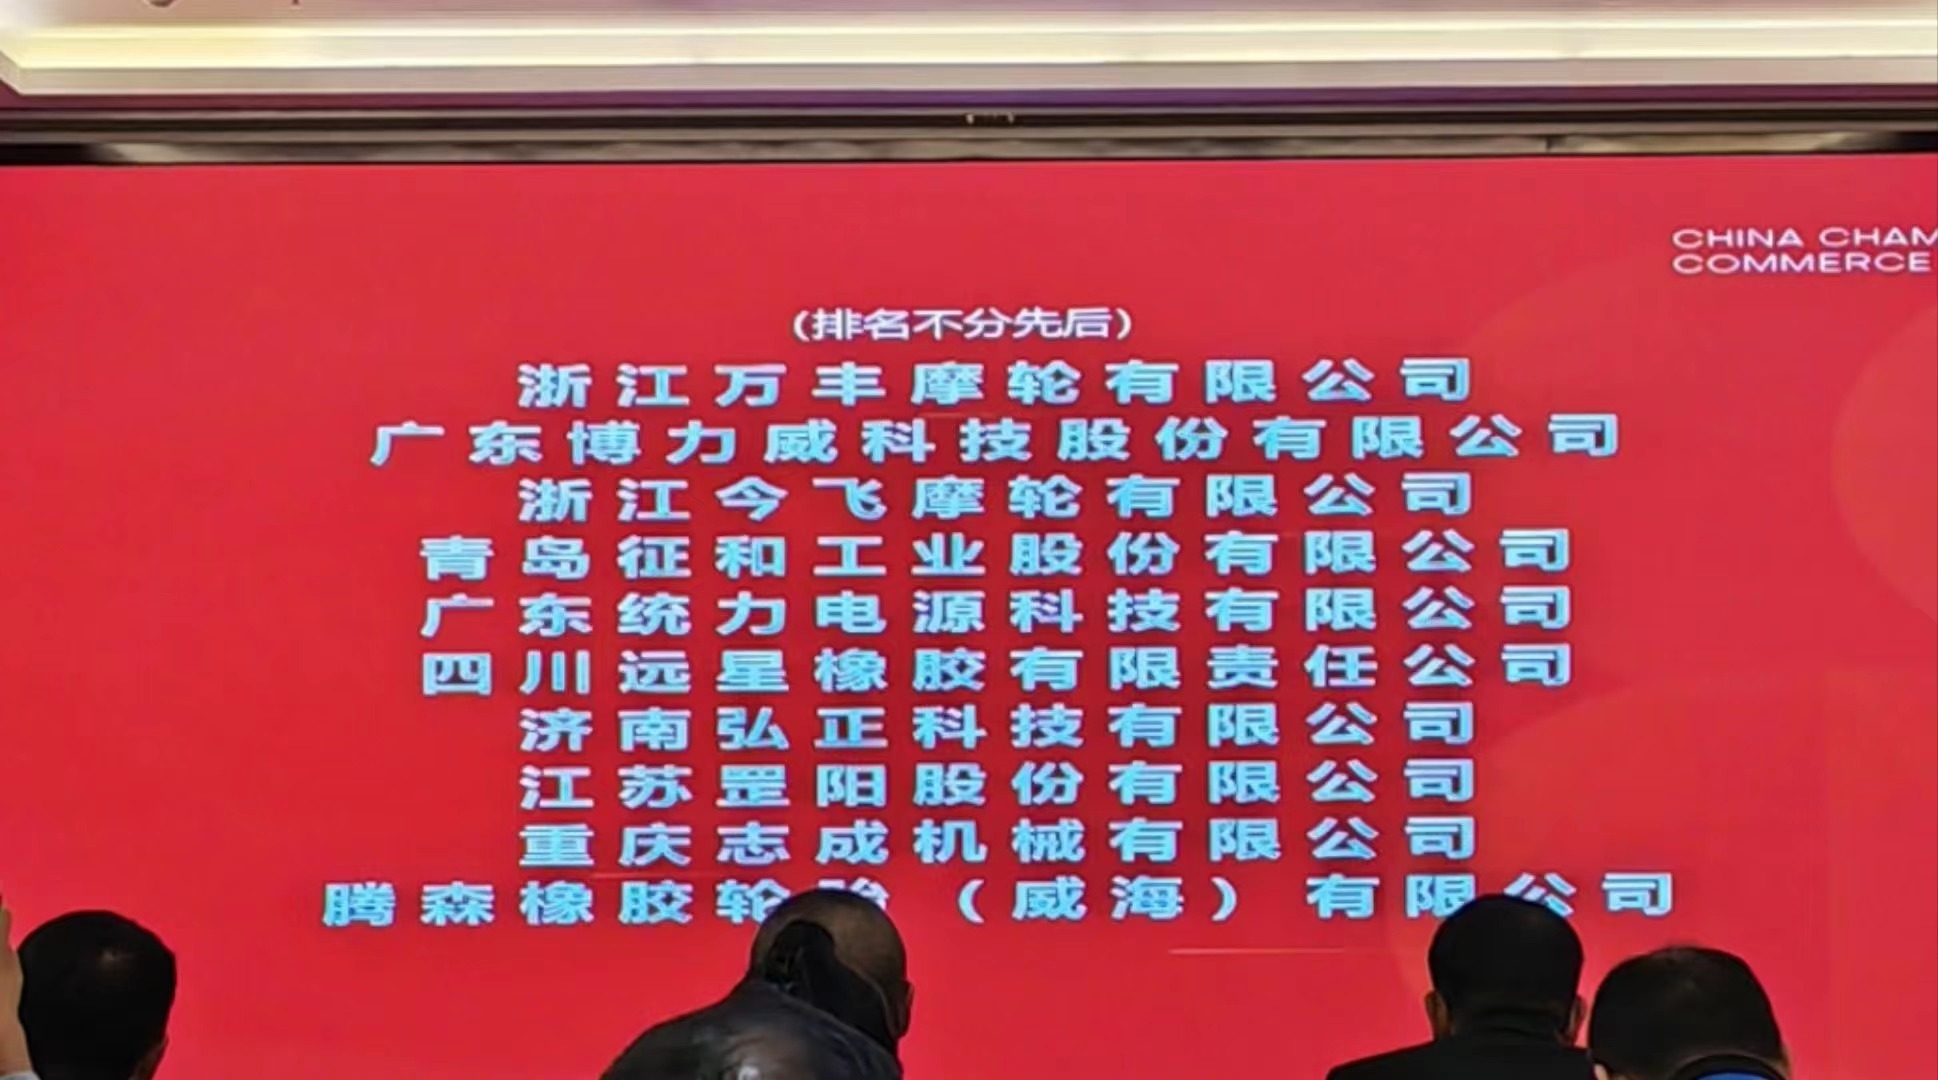 CHINA CHAM
COMMERCE
(排名不分先后)
浙江万丰摩轮有限公司
广东博力威科技股份有限公司
浙江今飞摩轮有限公司
青岛征和工业股份有限公司
广东统力电源科技有限公司
四川远星橡胶有限责任公司
济南弘正科技有限公司
江苏罡阳股份有限公司
重庆志成机械有限公司
腾森橡胶轮胎(威海)有限公司